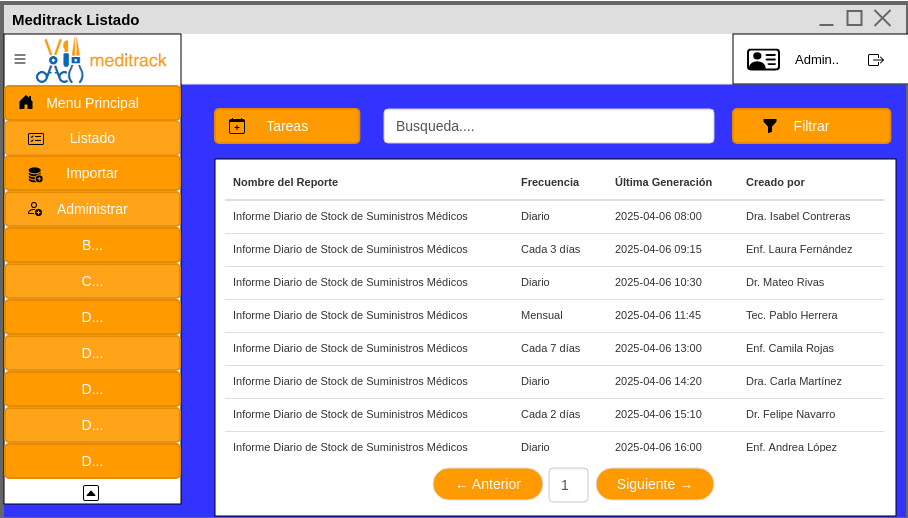 Meditrack Listado
meditrack
Admin..
Menu Principal
Listado
Importar
Administrar
B...
C...
D...
D...
D...
D...
D...
Tareas
Busqueda....
Filtrar
Nombre del Reporte Frecuencia Última Generación Creado por
Informe Diario de Stock de Suministros Médicos Diario 2025-04-06 08:00 Dra. Isabel Contreras
Informe Diario de Stock de Suministros Médicos Cada 3 días 2025-04-06 09:15 Enf. Laura Fernández
Informe Diario de Stock de Suministros Médicos Diario 2025-04-06 10:30 Dr. Mateo Rivas
Informe Diario de Stock de Suministros Médicos Mensual 2025-04-06 11:45 Tec. Pablo Herrera
Informe Diario de Stock de Suministros Médicos Cada 7 días 2025-04-06 13:00 Enf. Camila Rojas
Informe Diario de Stock de Suministros Médicos Diario 2025-04-06 14:20 Dra. Carla Martínez
Informe Diario de Stock de Suministros Médicos Cada 2 días 2025-04-06 15:10 Dr. Felipe Navarro
Informe Diario de Stock de Suministros Médicos Diario 2025-04-06 16:00 Enf. Andrea López
← Anterior 1 Siguiente →